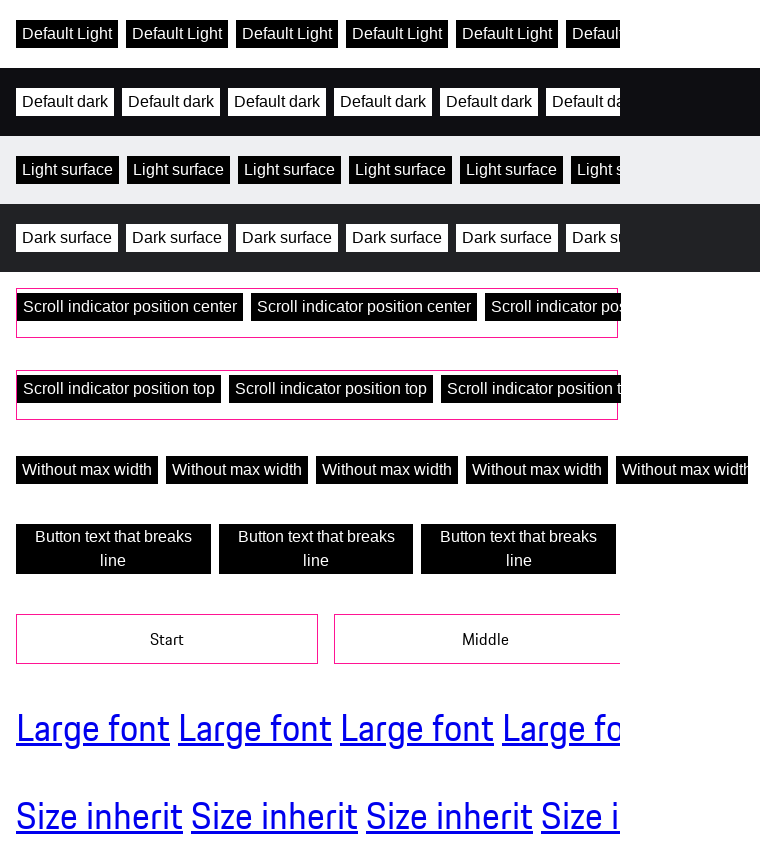 Default Light Default Light Default Light Default Light Default Light Default
Default dark Default dark Default dark Default dark Default dark Default da
Light surface Light surface Light surface Light surface Light surface Light s
Dark surface Dark surface Dark surface Dark surface Dark surface Dark su
Scroll indicator position center Scroll indicator position center Scroll indicator pos
Scroll indicator position top Scroll indicator position top Scroll indicator position t
Without max width Without max width Without max width Without max width Without max width
Button text that breaks Button text that breaks Button text that breaks
line line line
Start Middle
Large font Large font Large font Large fo
Size inherit Size inherit Size inherit Size i